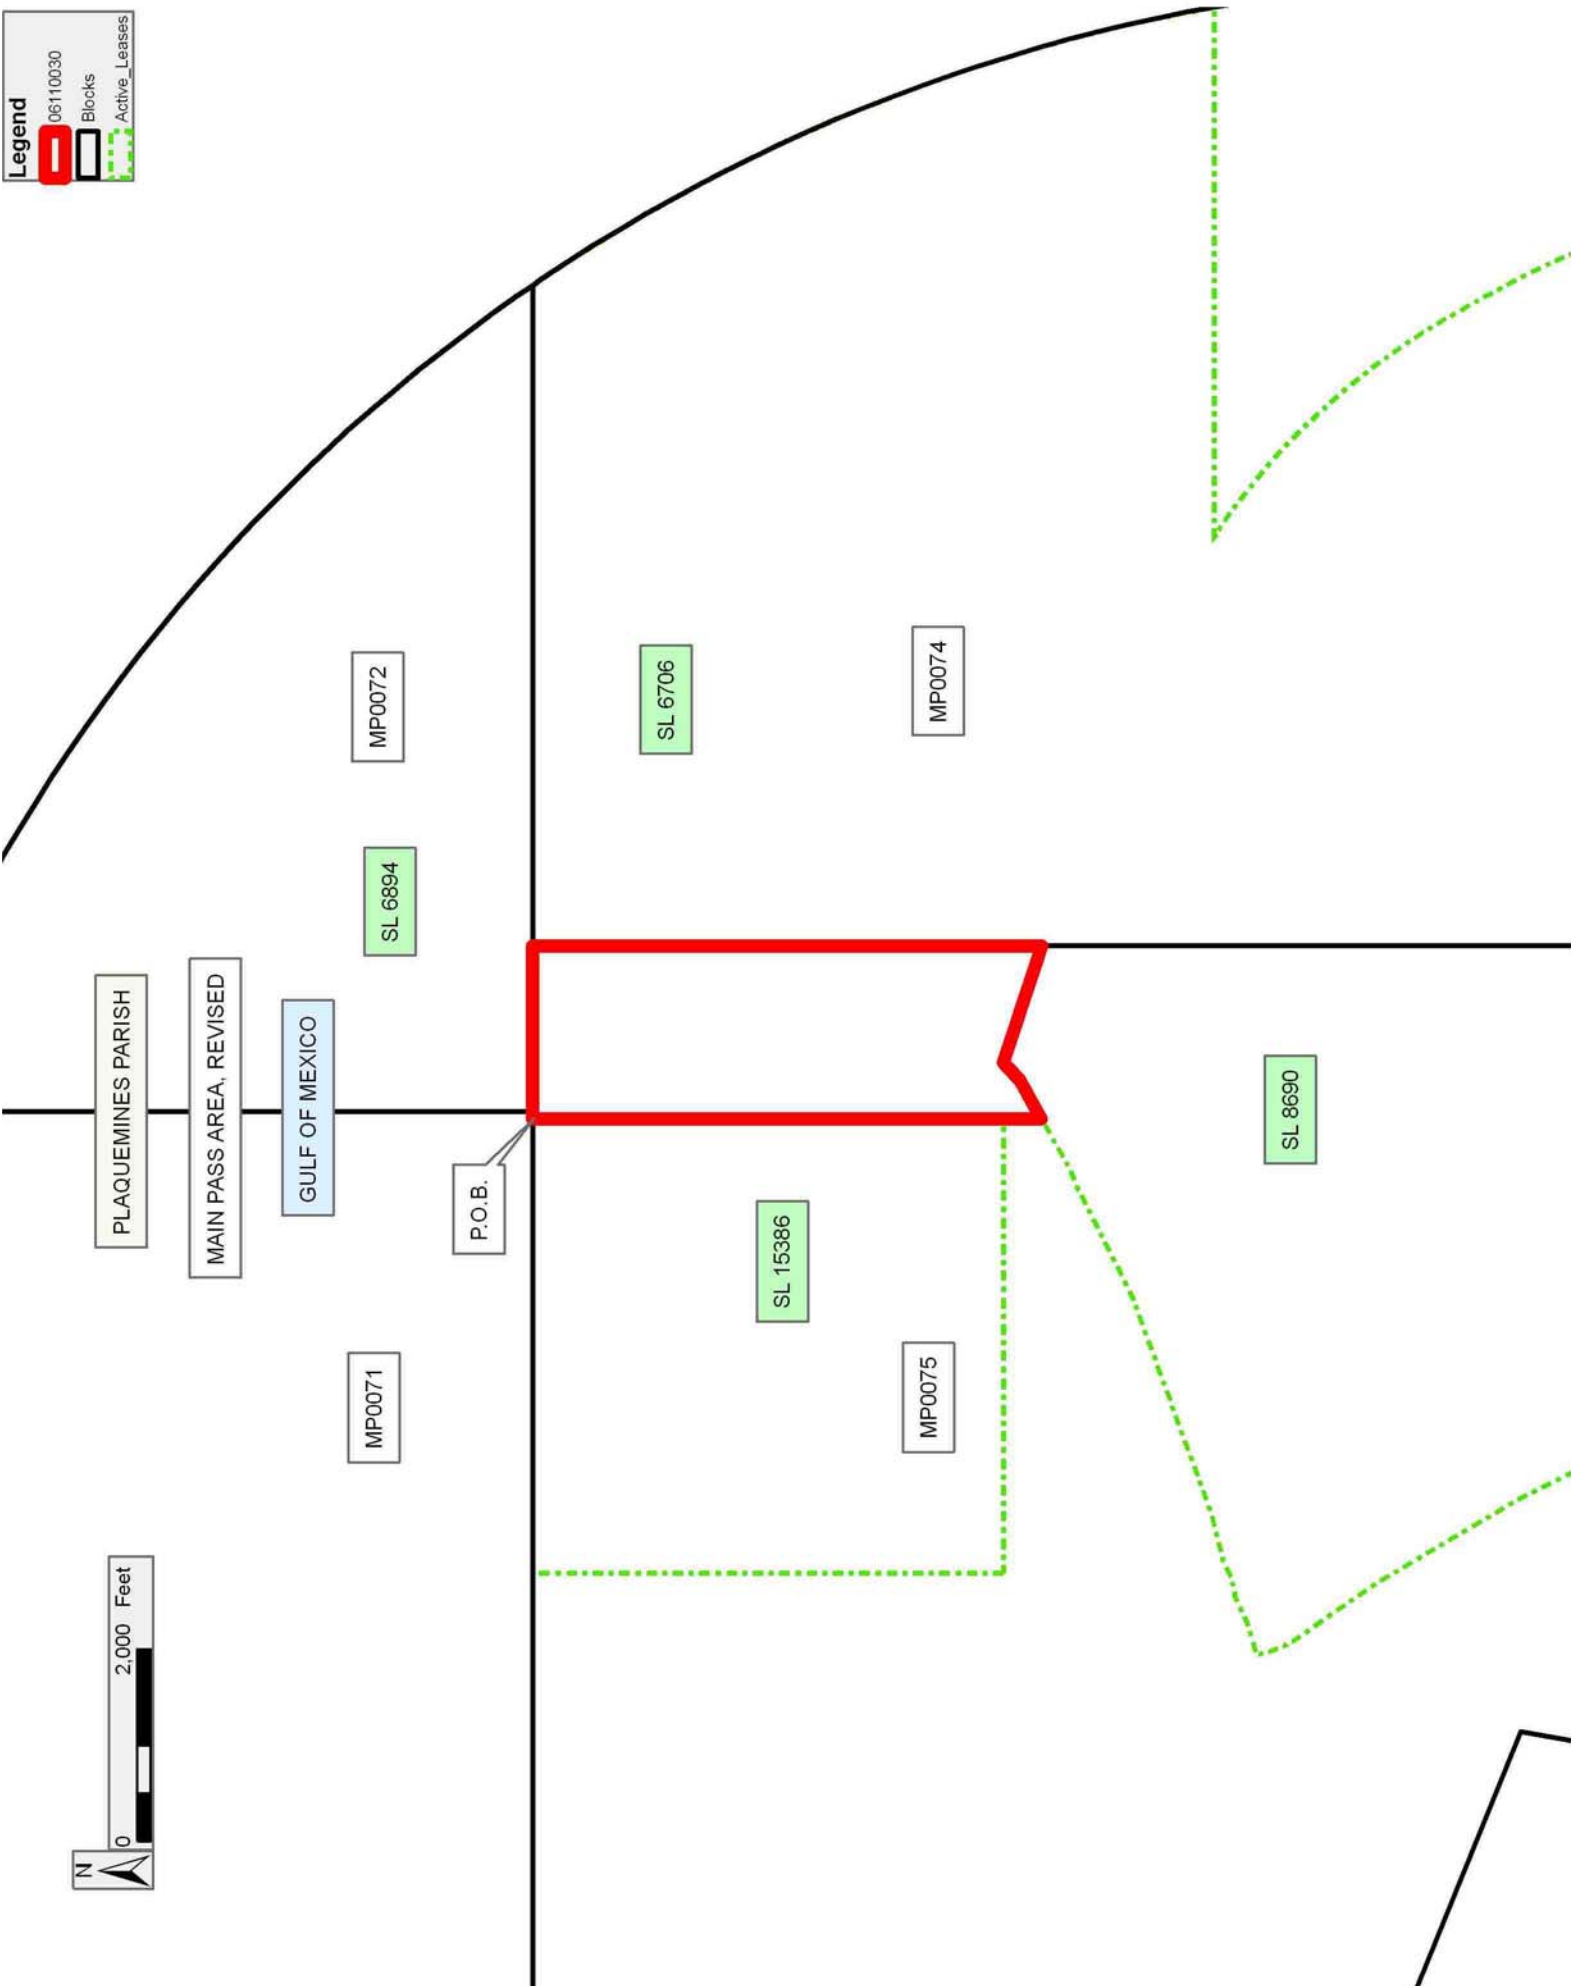 N
0 2,000 Feet
PLAQUEMINES PARISH
MAIN PASS AREA, REVISED
GULF OF MEXICO
Legend
06110030
Blocks
Active_Leases
MP0071
SL 6894
MP0072
P.O.B.
SL 6706
SL 15386
MP0075
MP0074
SL 8690